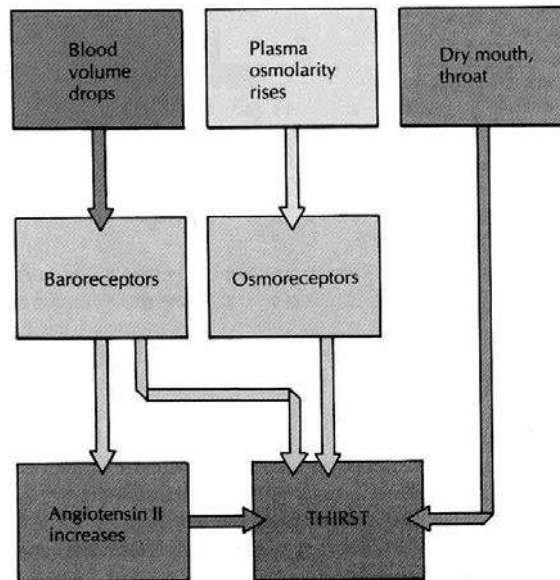 Blood
volume
drops
Plasma
osmolarity
rises
Dry mouth,
throat
Baroreceptors
Osmoreceptors
Angiotensin II
increases
THIRST